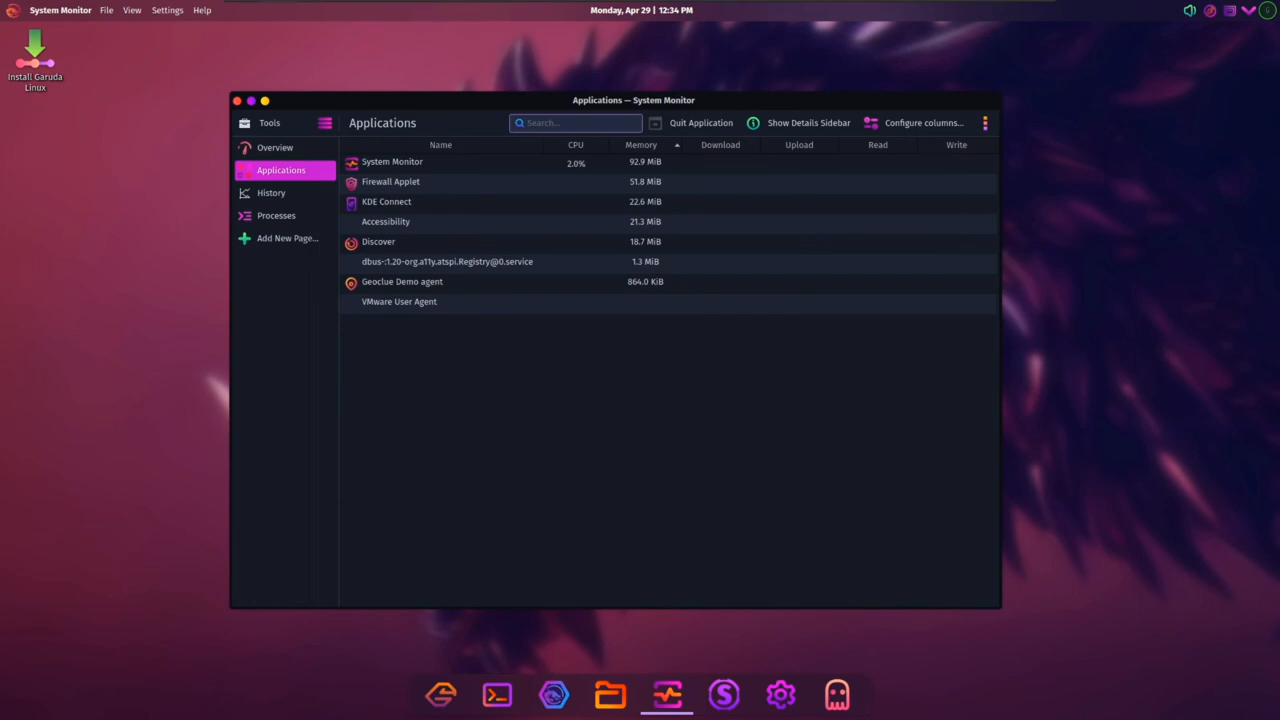 System Monitor File View Settings Help Monday, Apr 29 | 12:34 PM
Install Garuda
Linux
Applications — System Monitor
Tools Applications Search... Quit Application Show Details Sidebar Configure columns...
Name CPU Memory Download Upload Read Write
Overview
Applications
History
Processes
Add New Page...
System Monitor 2.0% 92.9 MiB
Firewall Applet 51.8 MiB
KDE Connect 22.6 MiB
Accessibility 21.3 MiB
Discover 18.7 MiB
dbus-:1.20-org.a11y.atspi.Registry@0.service 1.3 MiB
Geoclue Demo agent 864.0 KiB
VMware User Agent